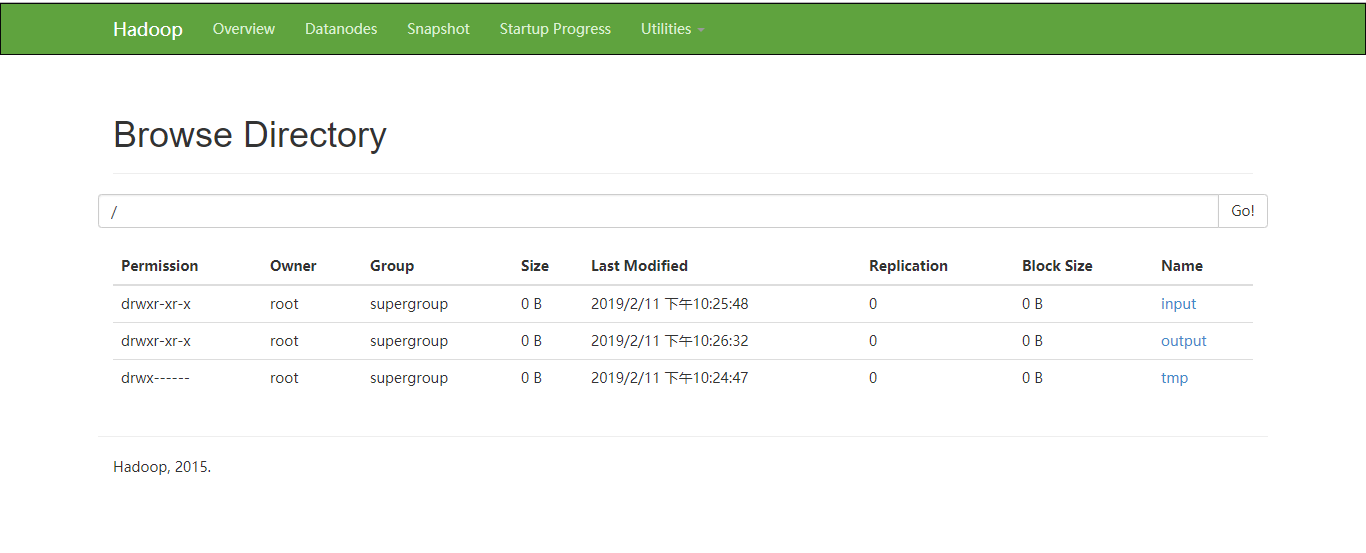 Hadoop Overview Datanodes Snapshot Startup Progress Utilities
Browse Directory
/ Go!
Permission Owner Group Size Last Modified Replication Block Size Name
drwxr-xr-x root supergroup 0 B 2019/2/11 下午10:25:48 0 0 B input
drwxr-xr-x root supergroup 0 B 2019/2/11 下午10:26:32 0 0 B output
drwx------ root supergroup 0 B 2019/2/11 下午10:24:47 0 0 B tmp
Hadoop, 2015.